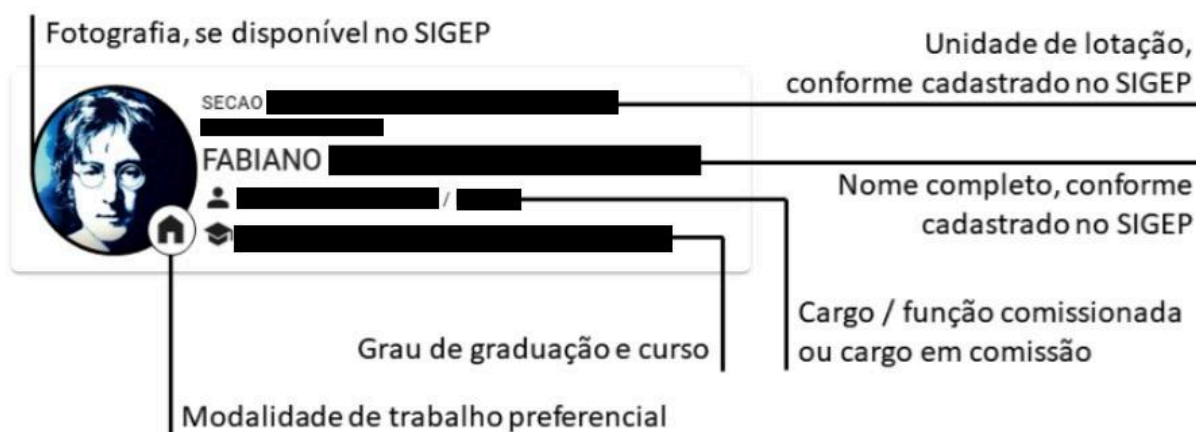 Fotografia, se disponível no SIGEP
Unidade de lotação,
conforme cadastrado no SIGEP
SECAO
FABIANO
/
Nome completo, conforme
cadastrado no SIGEP
Cargo / função comissionada
ou cargo em comissão
Grau de graduação e curso
Modalidade de trabalho preferencial